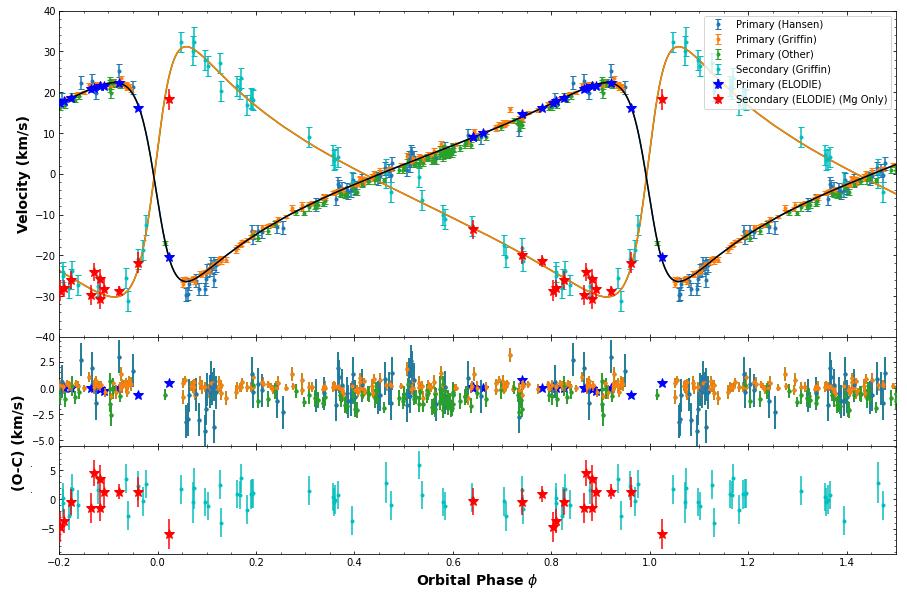 40
30
20
10
0
−10
−20
−30
−40
Velocity (km/s)
Primary (Hansen)
Primary (Griffin)
Primary (Other)
Secondary (Griffin)
Primary (ELODIE)
Secondary (ELODIE) (Mg Only)
2.5
0.0
−2.5
−5.0
(O-C) (km/s)
5
0
−5
−0.2
0.0
0.2
0.4
0.6
0.8
1.0
1.2
1.4
Orbital Phase ϕ